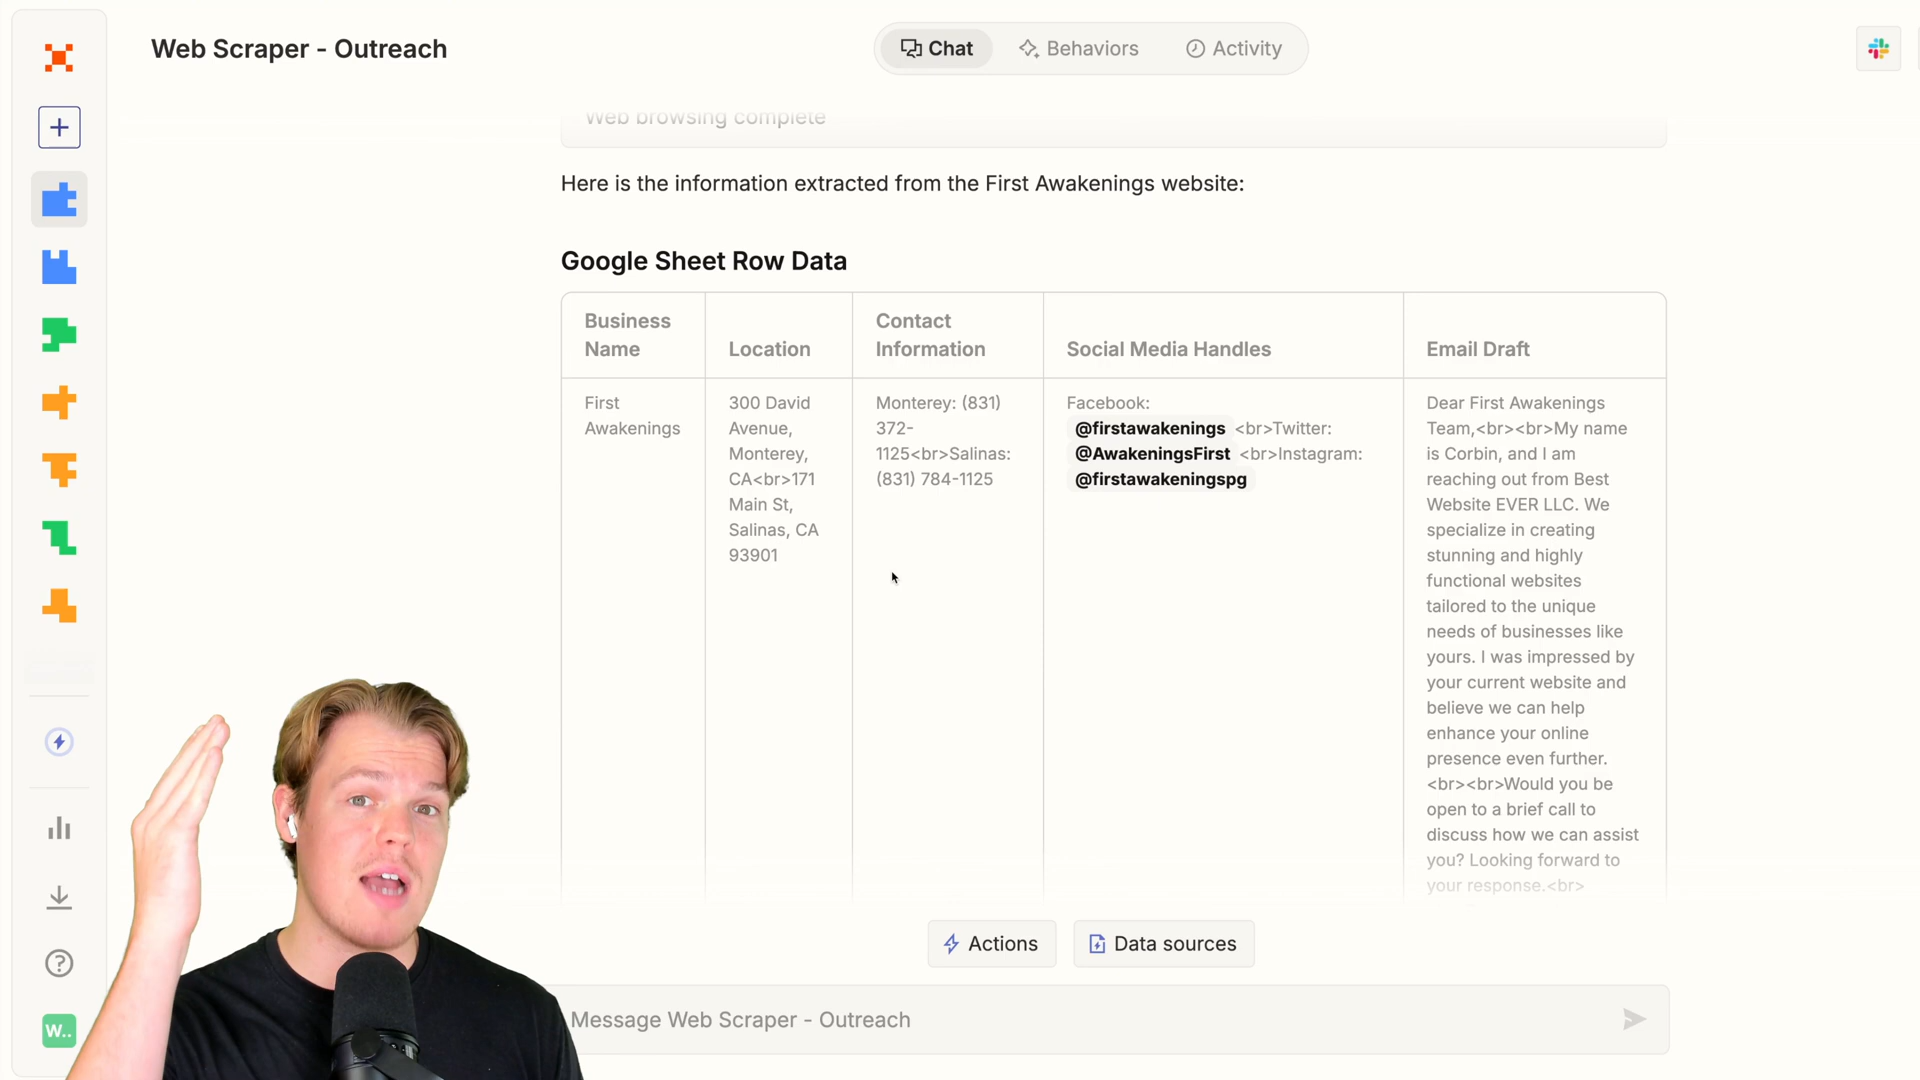 Web Scraper - Outreach
Chat
Behaviors
Activity
Web browsing complete
Here is the information extracted from the First Awakenings website:
Google Sheet Row Data
Business
Name
Location
Contact
Information
Social Media Handles
Email Draft
First
Awakenings
300 David
Avenue,
Monterey,
CA<br>171
Main St,
Salinas, CA
93901
Monterey: (831)
372-
1125<br>Salinas:
(831) 784-1125
Facebook:
@firstawakenings <br>Twitter:
@AwakeningsFirst <br>Instagram:
@firstawakeningspg
Dear First Awakenings
Team,<br><br>My name
is Corbin, and I am
reaching out from Best
Website EVER LLC. We
specialize in creating
stunning and highly
functional websites
tailored to the unique
needs of businesses like
yours. I was impressed by
your current website and
believe we can help
enhance your online
presence even further.
<br><br>Would you be
open to a brief call to
discuss how we can assist
you? Looking forward to
your response.<br>
Actions
Data sources
Message Web Scraper - Outreach
W..